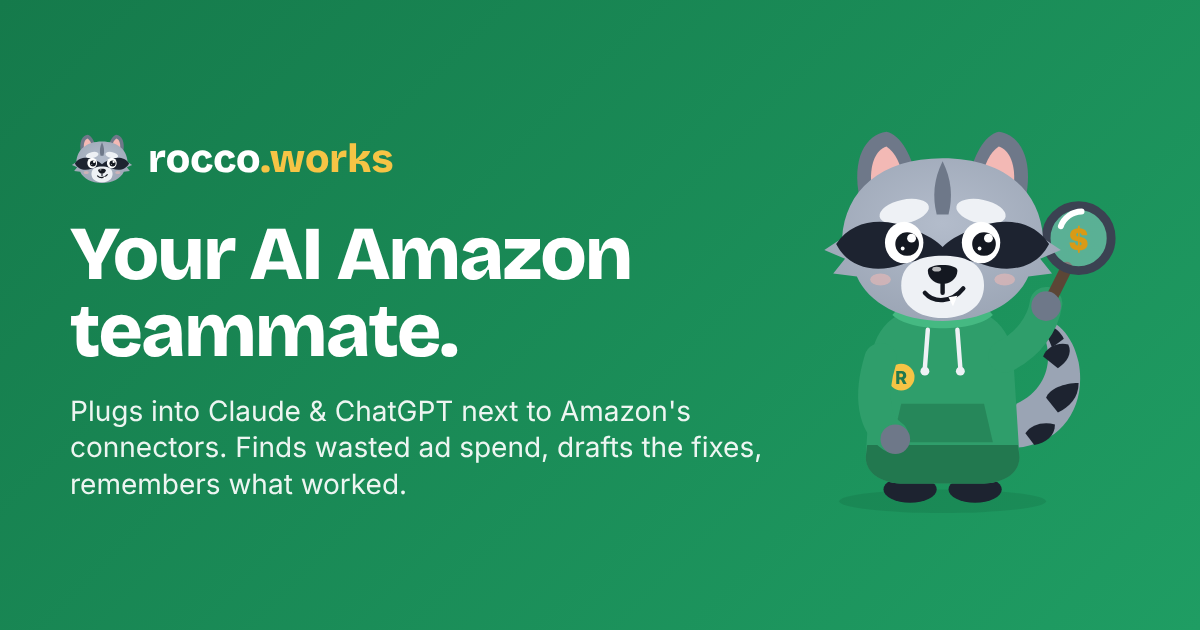 rocco.works
Your AI Amazon
teammate.
Plugs into Claude & ChatGPT next to Amazon's
connectors. Finds wasted ad spend, drafts the fixes,
remembers what worked.
$
R